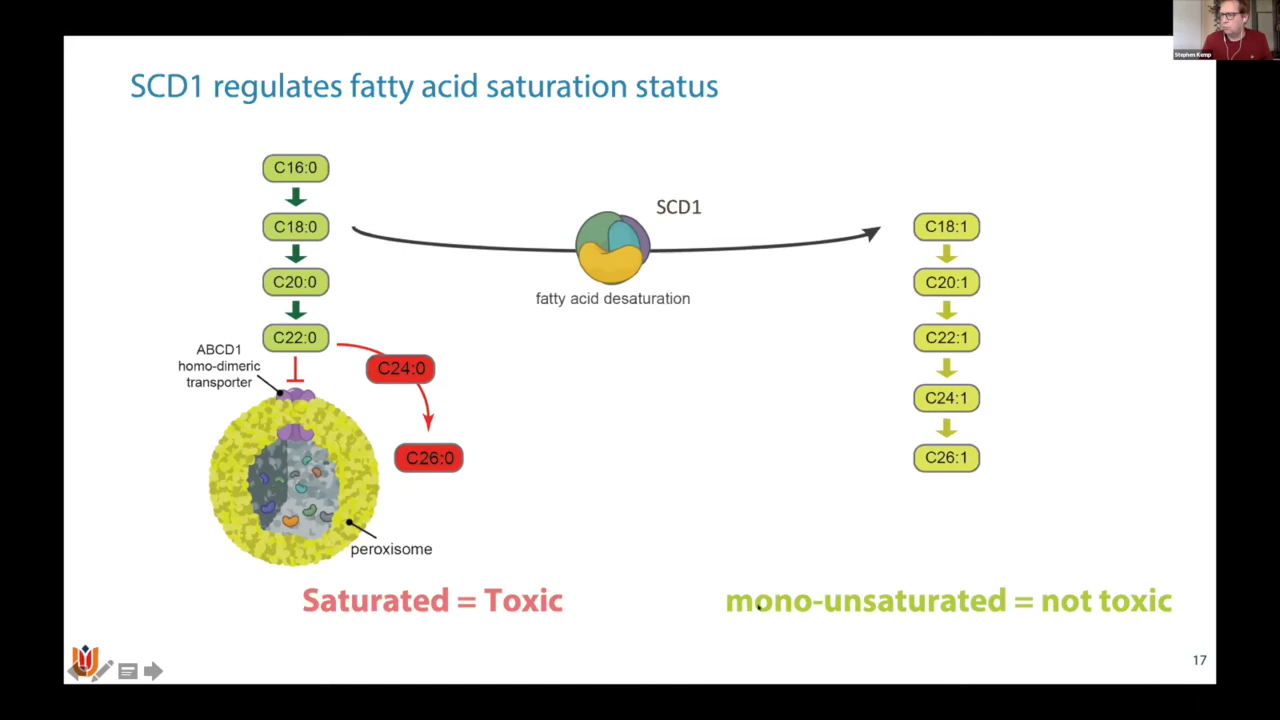 Stephen Kemp
SCD1 regulates fatty acid saturation status
C16:0
C18:0
C20:0
C22:0
C24:0
C26:0
SCD1
fatty acid desaturation
C18:1
C20:1
C22:1
C24:1
C26:1
ABCD1
homo-dimeric
transporter
peroxisome
Saturated = Toxic
mono-unsaturated = not toxic
17